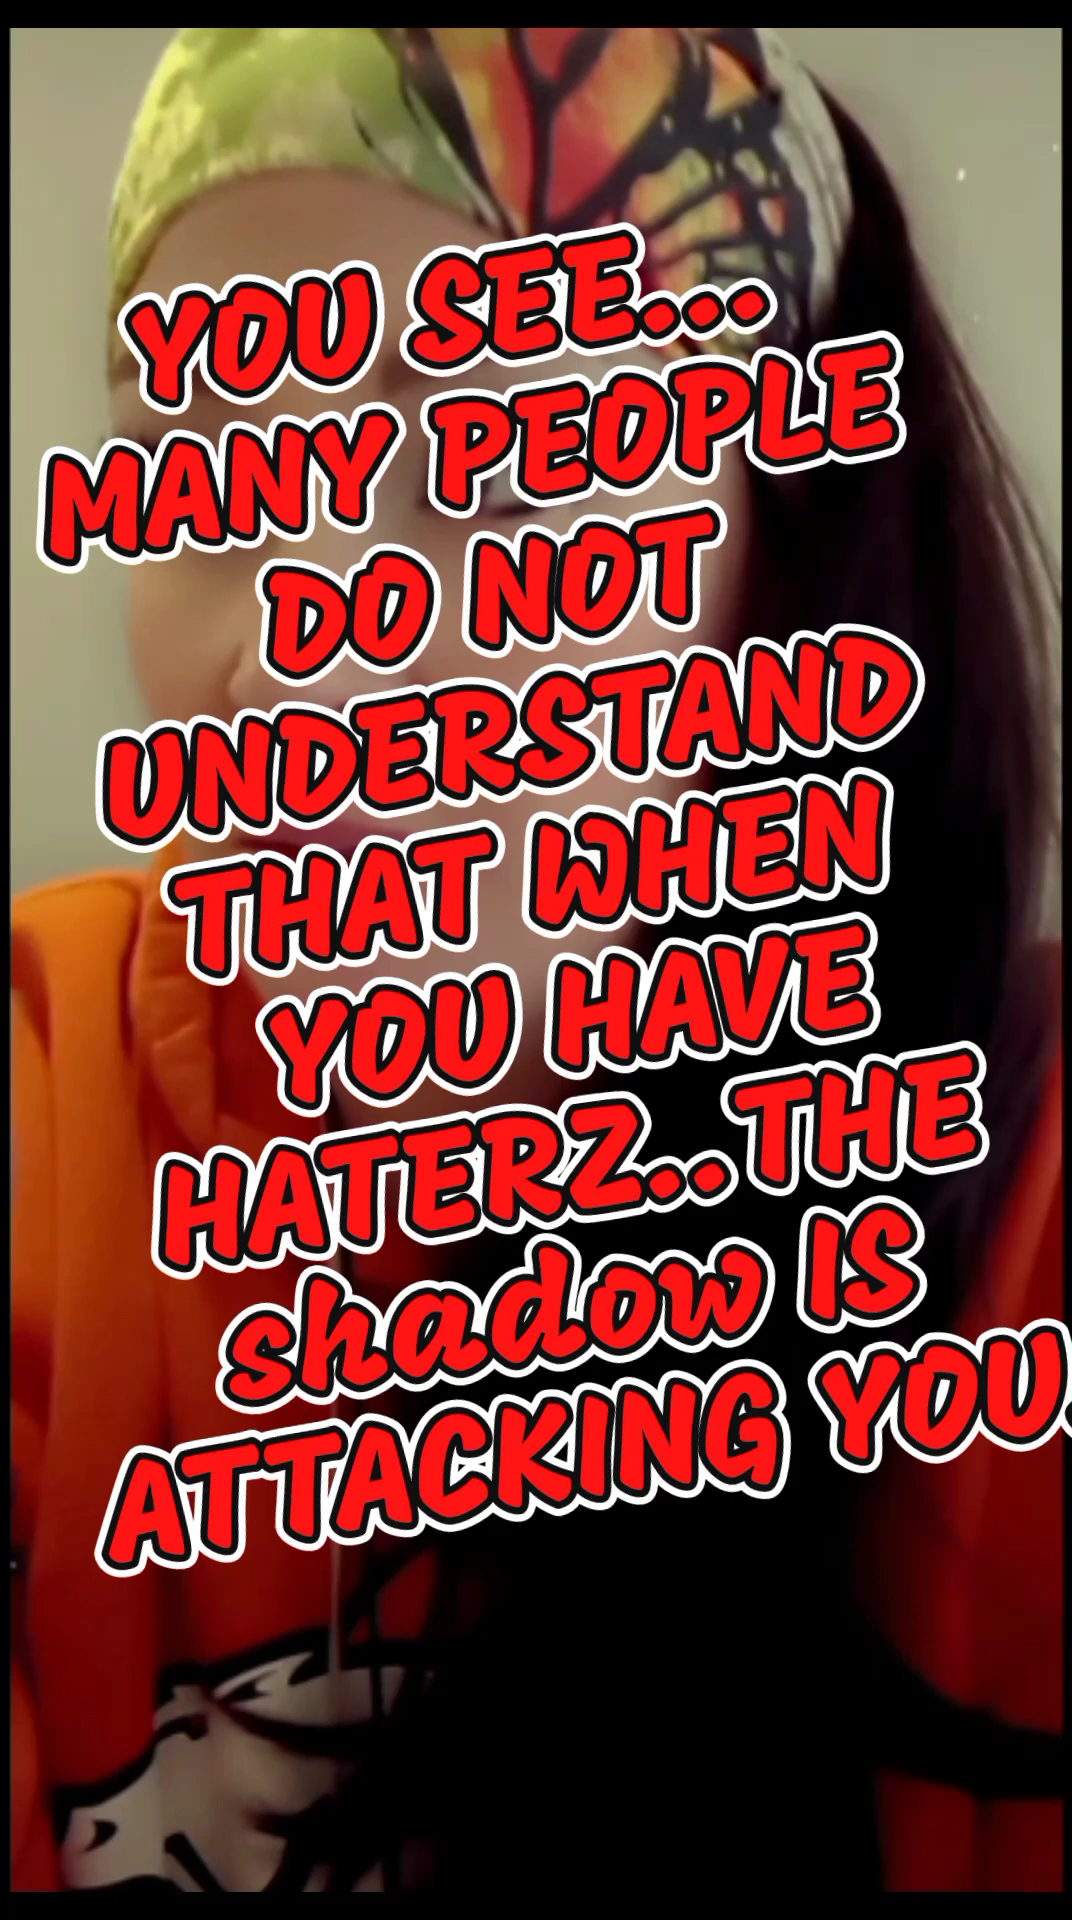 YOU SEE...
MANY PEOPLE
DO NOT
UNDERSTAND
THAT WHEN
YOU HAVE
HATERZ..THE
shadow IS
ATTACKING YOU.